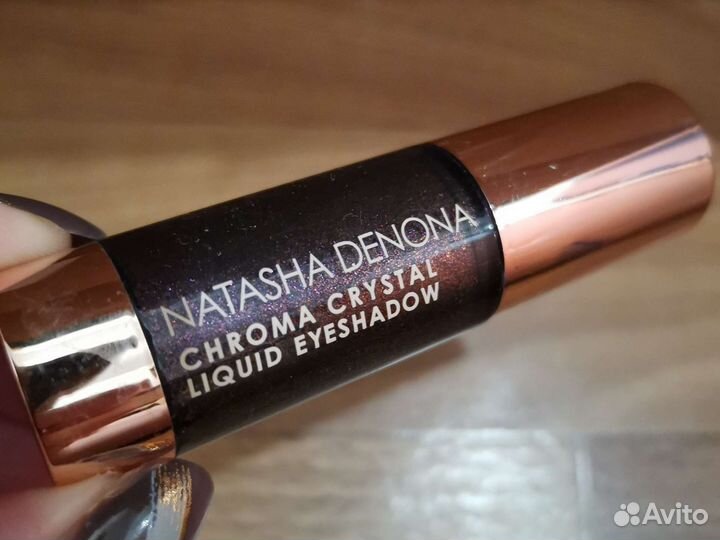 NATASHA DENONA
CHROMA CRYSTAL
LIQUID EYESHADOW
Avito